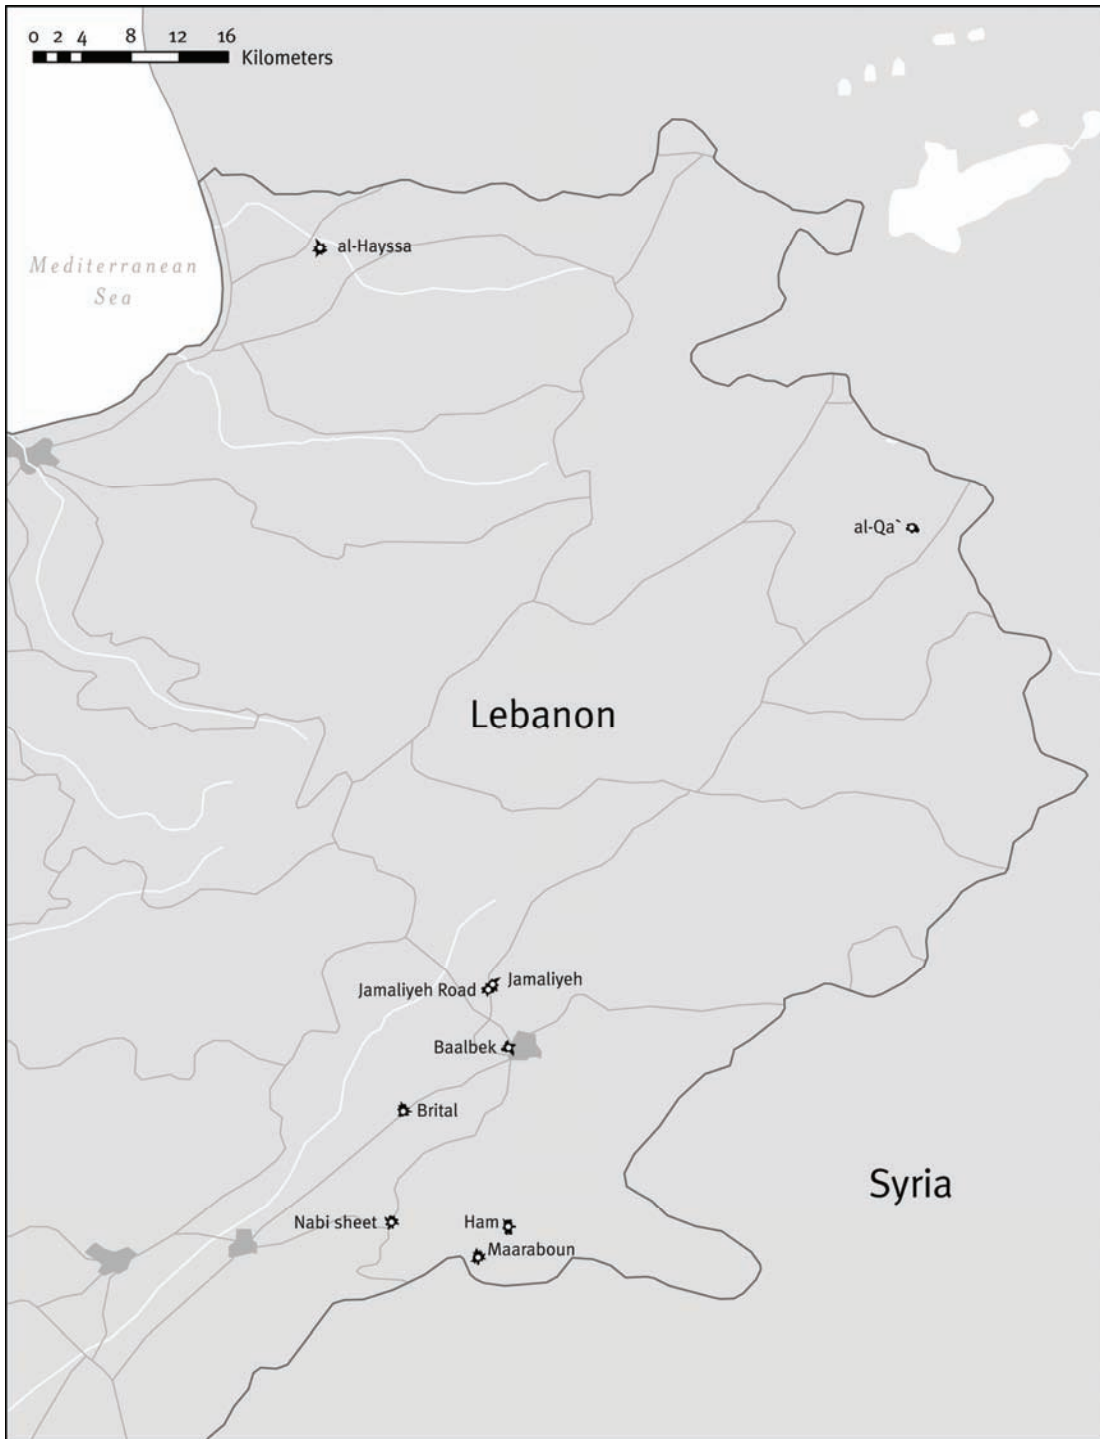 0 2 4 8 12 16
Kilometers
al-Hayssa
Mediterranean
Sea
al-Qa`
Lebanon
Jamaliyeh
Jamaliyeh Road
Baalbek
Brital
Syria
Nabi sheet
Ham
Maaraboun